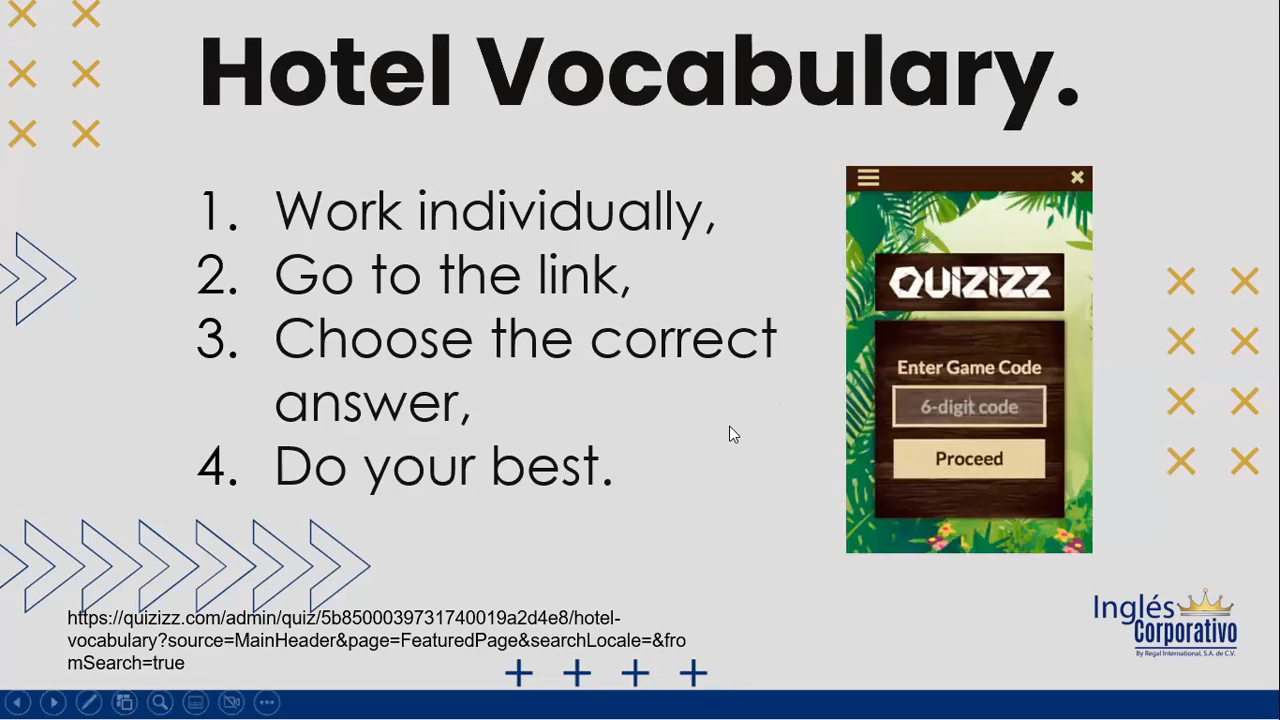 Hotel Vocabulary.
1. Work individually,
2. Go to the link,
3. Choose the correct
answer,
4. Do your best.
QUIZIZZ
Enter Game Code
6-digit code
Proceed
https://quizizz.com/admin/quiz/5b8500039731740019a2d4e8/hotel-
vocabulary?source=MainHeader&page=FeaturedPage&searchLocale=&fro
mSearch=true
Inglés
Corporativo
By Regal International, S.A. de C.V.